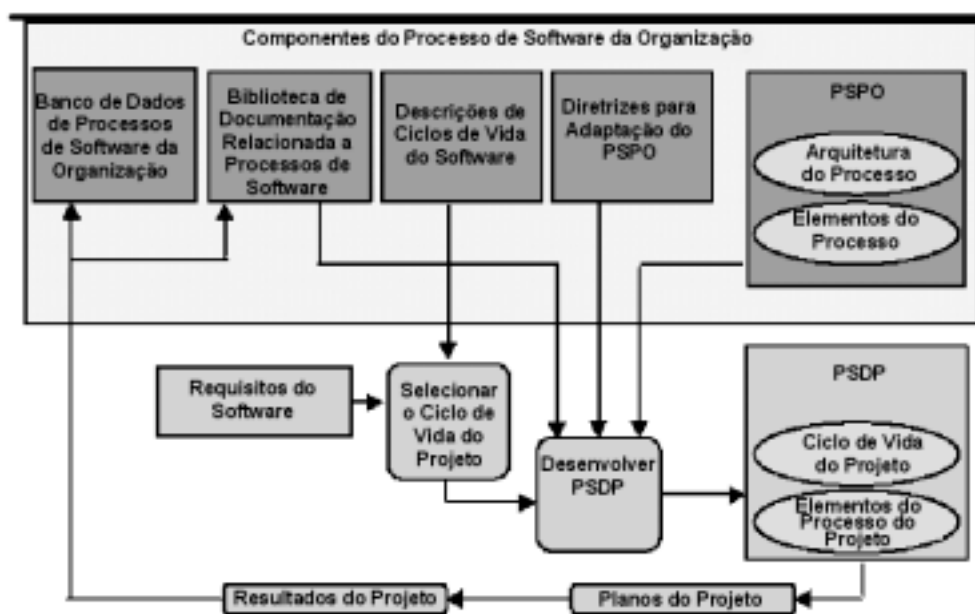 Componentes do Processo de Software da Organização
Banco de Dados
de Processos
de Software da
Organização
Biblioteca de
Documentação
Relacionada a
Processos de
Software
Descrições de
Ciclos de Vida
do Software
Diretrizes para
Adaptação do
PSPO
PSPO
Arquitetura
do Processo
Elementos do
Processo
Requisitos do
Software
Selecionar
o Ciclo de
Vida do
Projeto
Desenvolver
PSDP
PSDP
Ciclo de Vida
do Projeto
Elementos do
Processo do
Projeto
Resultados do Projeto
Planos do Projeto